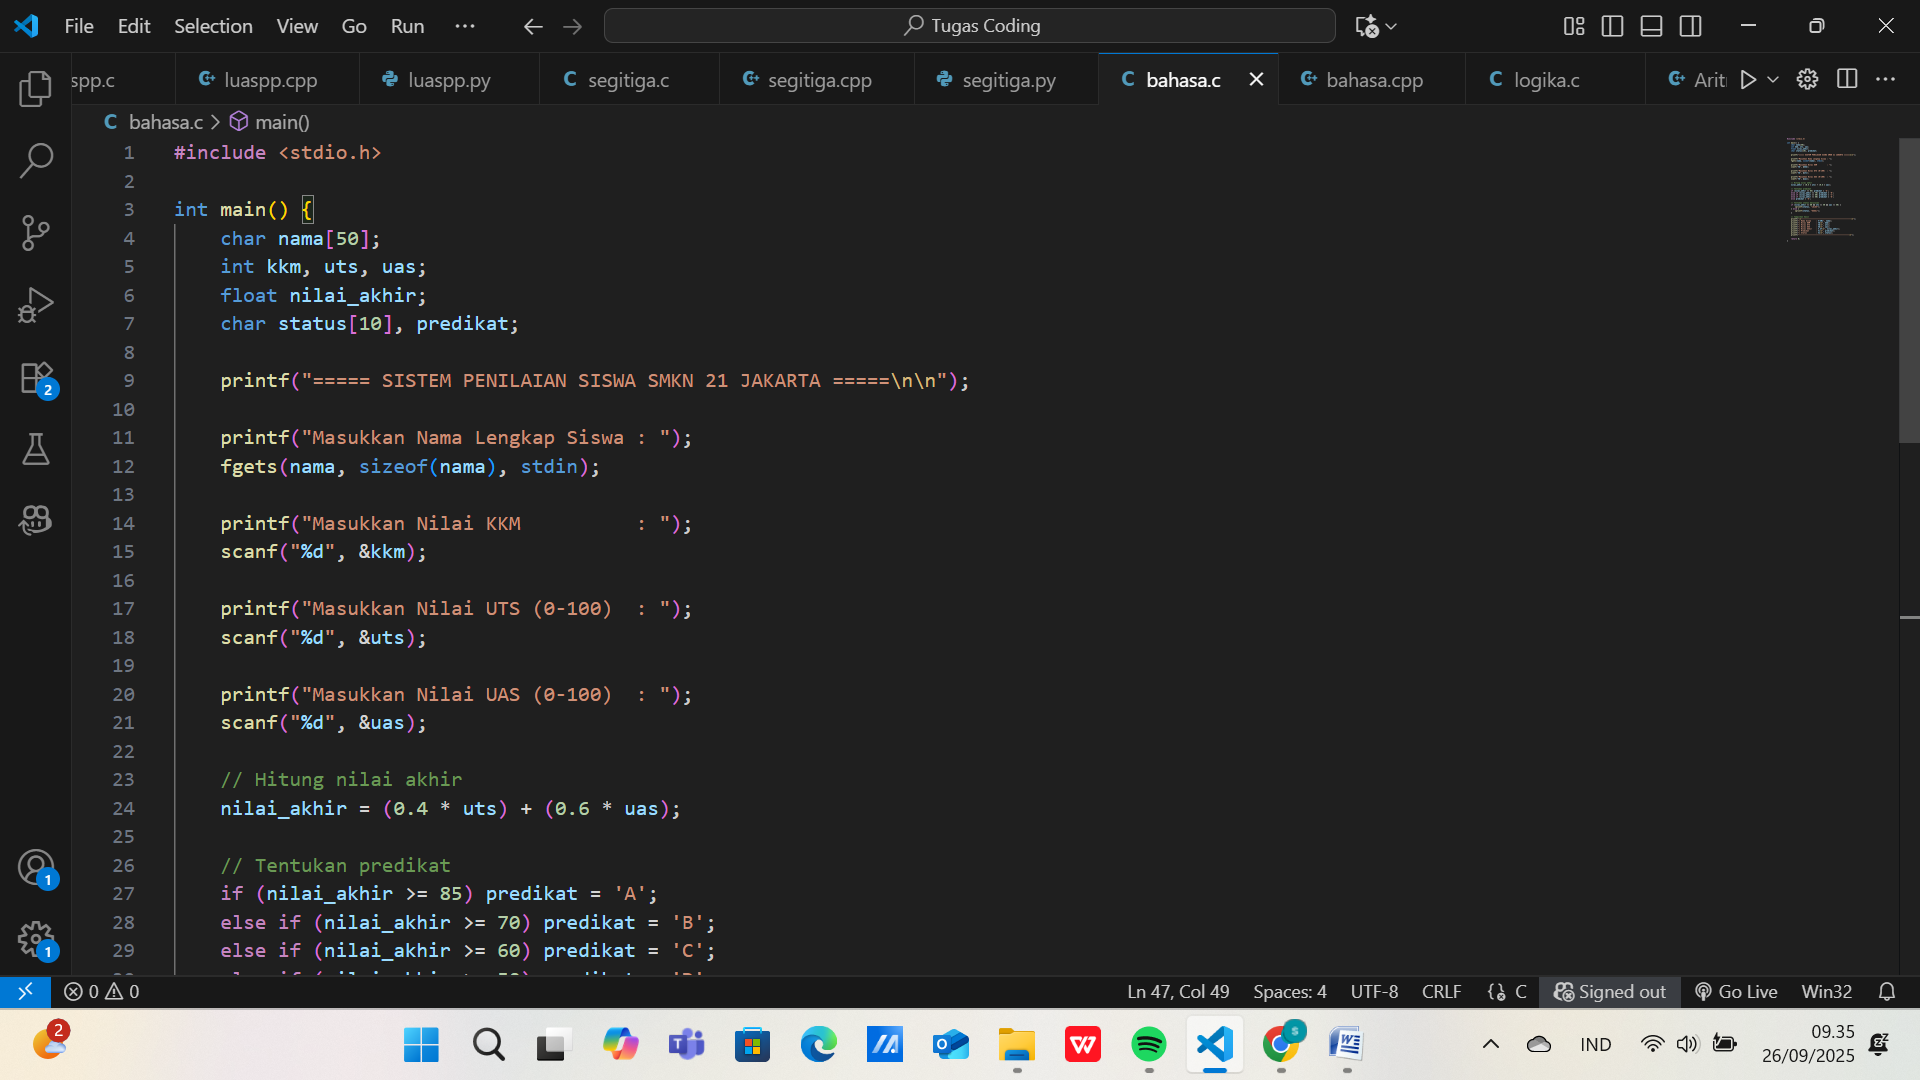 File Edit Selection View Go Run ... Tugas Coding
spp.c luaspp.cpp luaspp.py segitiga.c segitiga.cpp segitiga.py bahasa.c bahasa.cpp logika.c Arit
C bahasa.c > main()
1 #include <stdio.h>
2
3 int main() {
4 char nama[50];
5 int kkm, uts, uas;
6 float nilai_akhir;
7 char status[10], predikat;
8
9 printf("===== SISTEM PENILAIAN SISWA SMKN 21 JAKARTA =====\n\n");
10
11 printf("Masukkan Nama Lengkap Siswa : ");
12 fgets(nama, sizeof(nama), stdin);
13
14 printf("Masukkan Nilai KKM          : ");
15 scanf("%d", &kkm);
16
17 printf("Masukkan Nilai UTS (0-100)  : ");
18 scanf("%d", &uts);
19
20 printf("Masukkan Nilai UAS (0-100)  : ");
21 scanf("%d", &uas);
22
23 // Hitung nilai akhir
24 nilai_akhir = (0.4 * uts) + (0.6 * uas);
25
26 // Tentukan predikat
27 if (nilai_akhir >= 85) predikat = 'A';
28 else if (nilai_akhir >= 70) predikat = 'B';
29 else if (nilai_akhir >= 60) predikat = 'C';
2
1
1
0 0 Ln 47, Col 49 Spaces: 4 UTF-8 CRLF {} C Signed out Go Live Win32
2 IND 09.35
26/09/2025